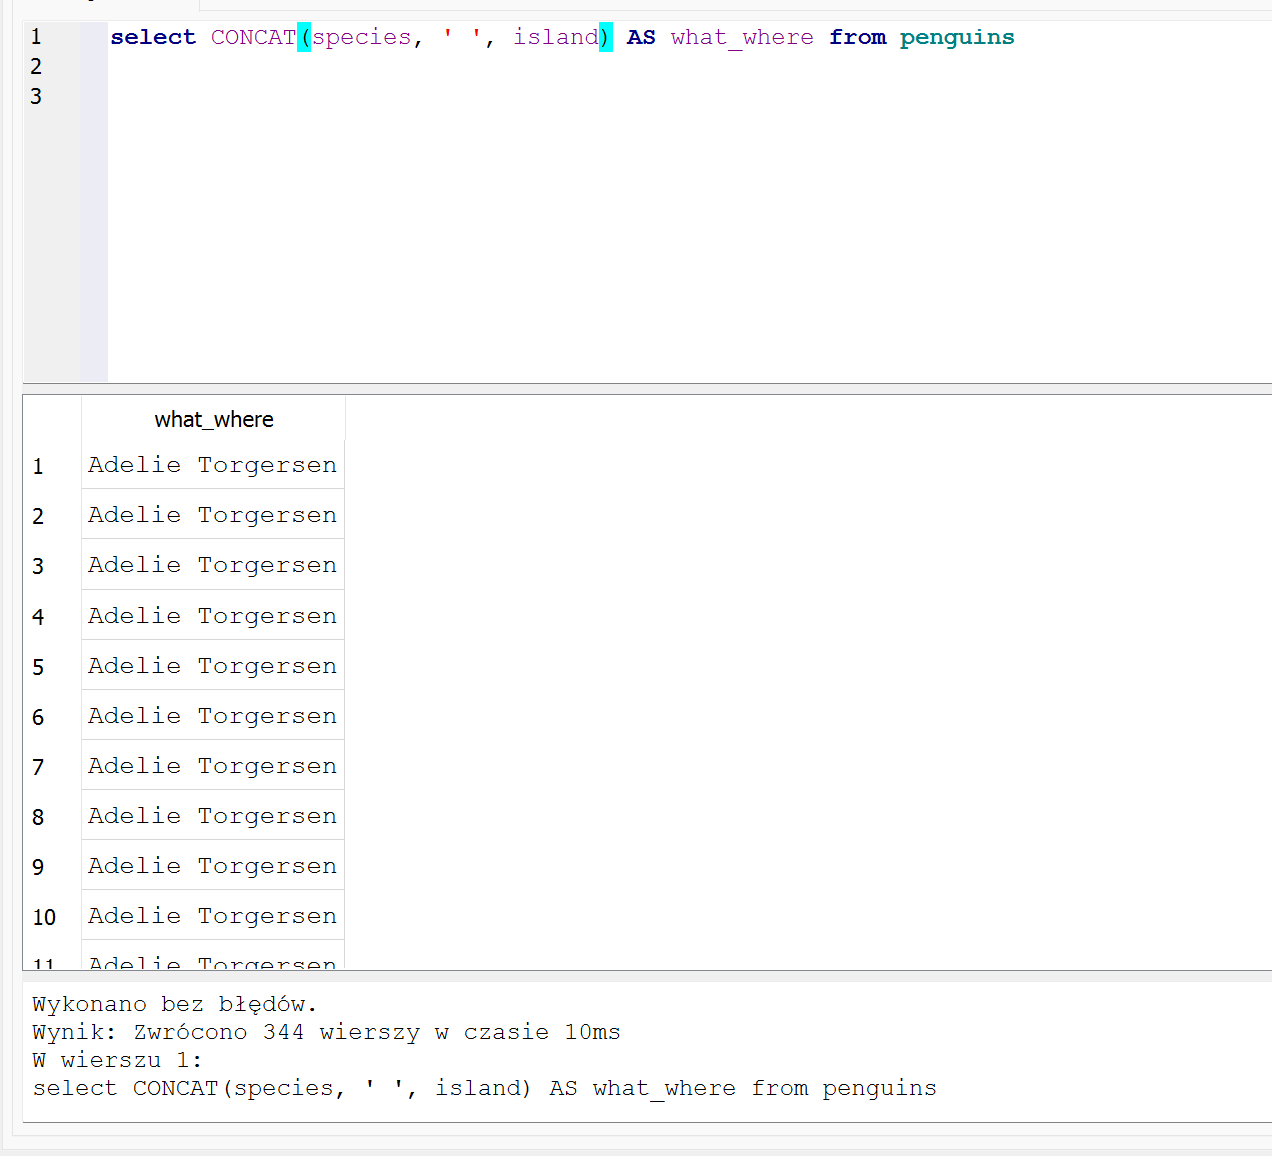 1 select CONCAT(species, ' ', island) AS what_where from penguins
2
3
what_where
1 Adelie Torgersen
2 Adelie Torgersen
3 Adelie Torgersen
4 Adelie Torgersen
5 Adelie Torgersen
6 Adelie Torgersen
7 Adelie Torgersen
8 Adelie Torgersen
9 Adelie Torgersen
10 Adelie Torgersen
11 Adelie Torgersen
Wykonano bez błędów.
Wynik: Zwrócono 344 wierszy w czasie 10ms
W wierszu 1:
select CONCAT(species, ' ', island) AS what_where from penguins